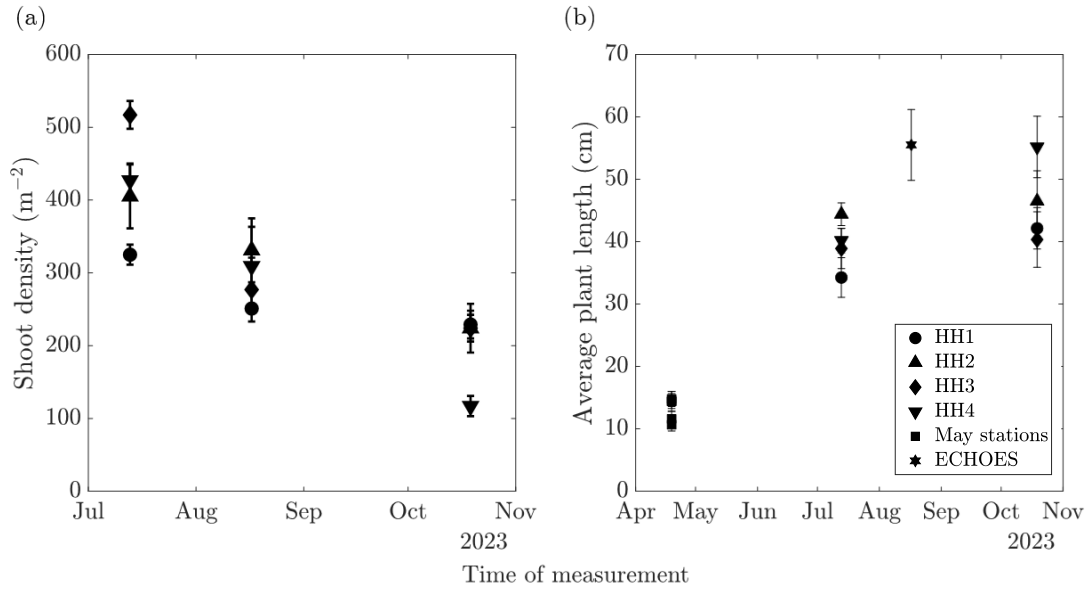 (a)
600
500
400
300
200
100
0
Shoot density (m⁻²)
Jul Aug Sep Oct Nov
2023
(b)
70
60
50
40
30
20
10
0
Average plant length (cm)
HH1
HH2
HH3
HH4
May stations
ECHOES
Apr May Jun Jul Aug Sep Oct Nov
2023
Time of measurement